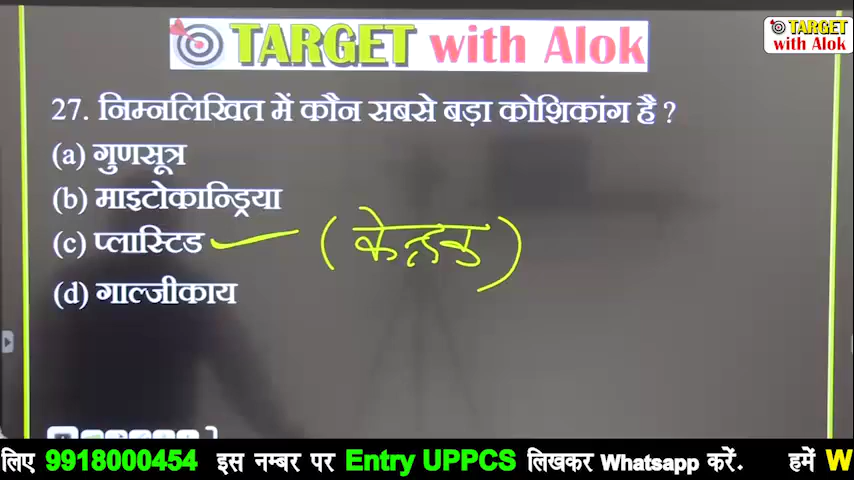 TARGET with Alok
TARGET
with Alok
27. निम्नलिखित में कौन सबसे बड़ा कोशिकांग है ?
(a) गुणसूत्र
(b) माइटोकान्ड्रिया
(c) प्लास्टिड
(केन्द्रक)
(d) गाल्जीकाय
लिए 9918000454 इस नम्बर पर Entry UPPCS लिखकर Whatsapp करें. हमें W